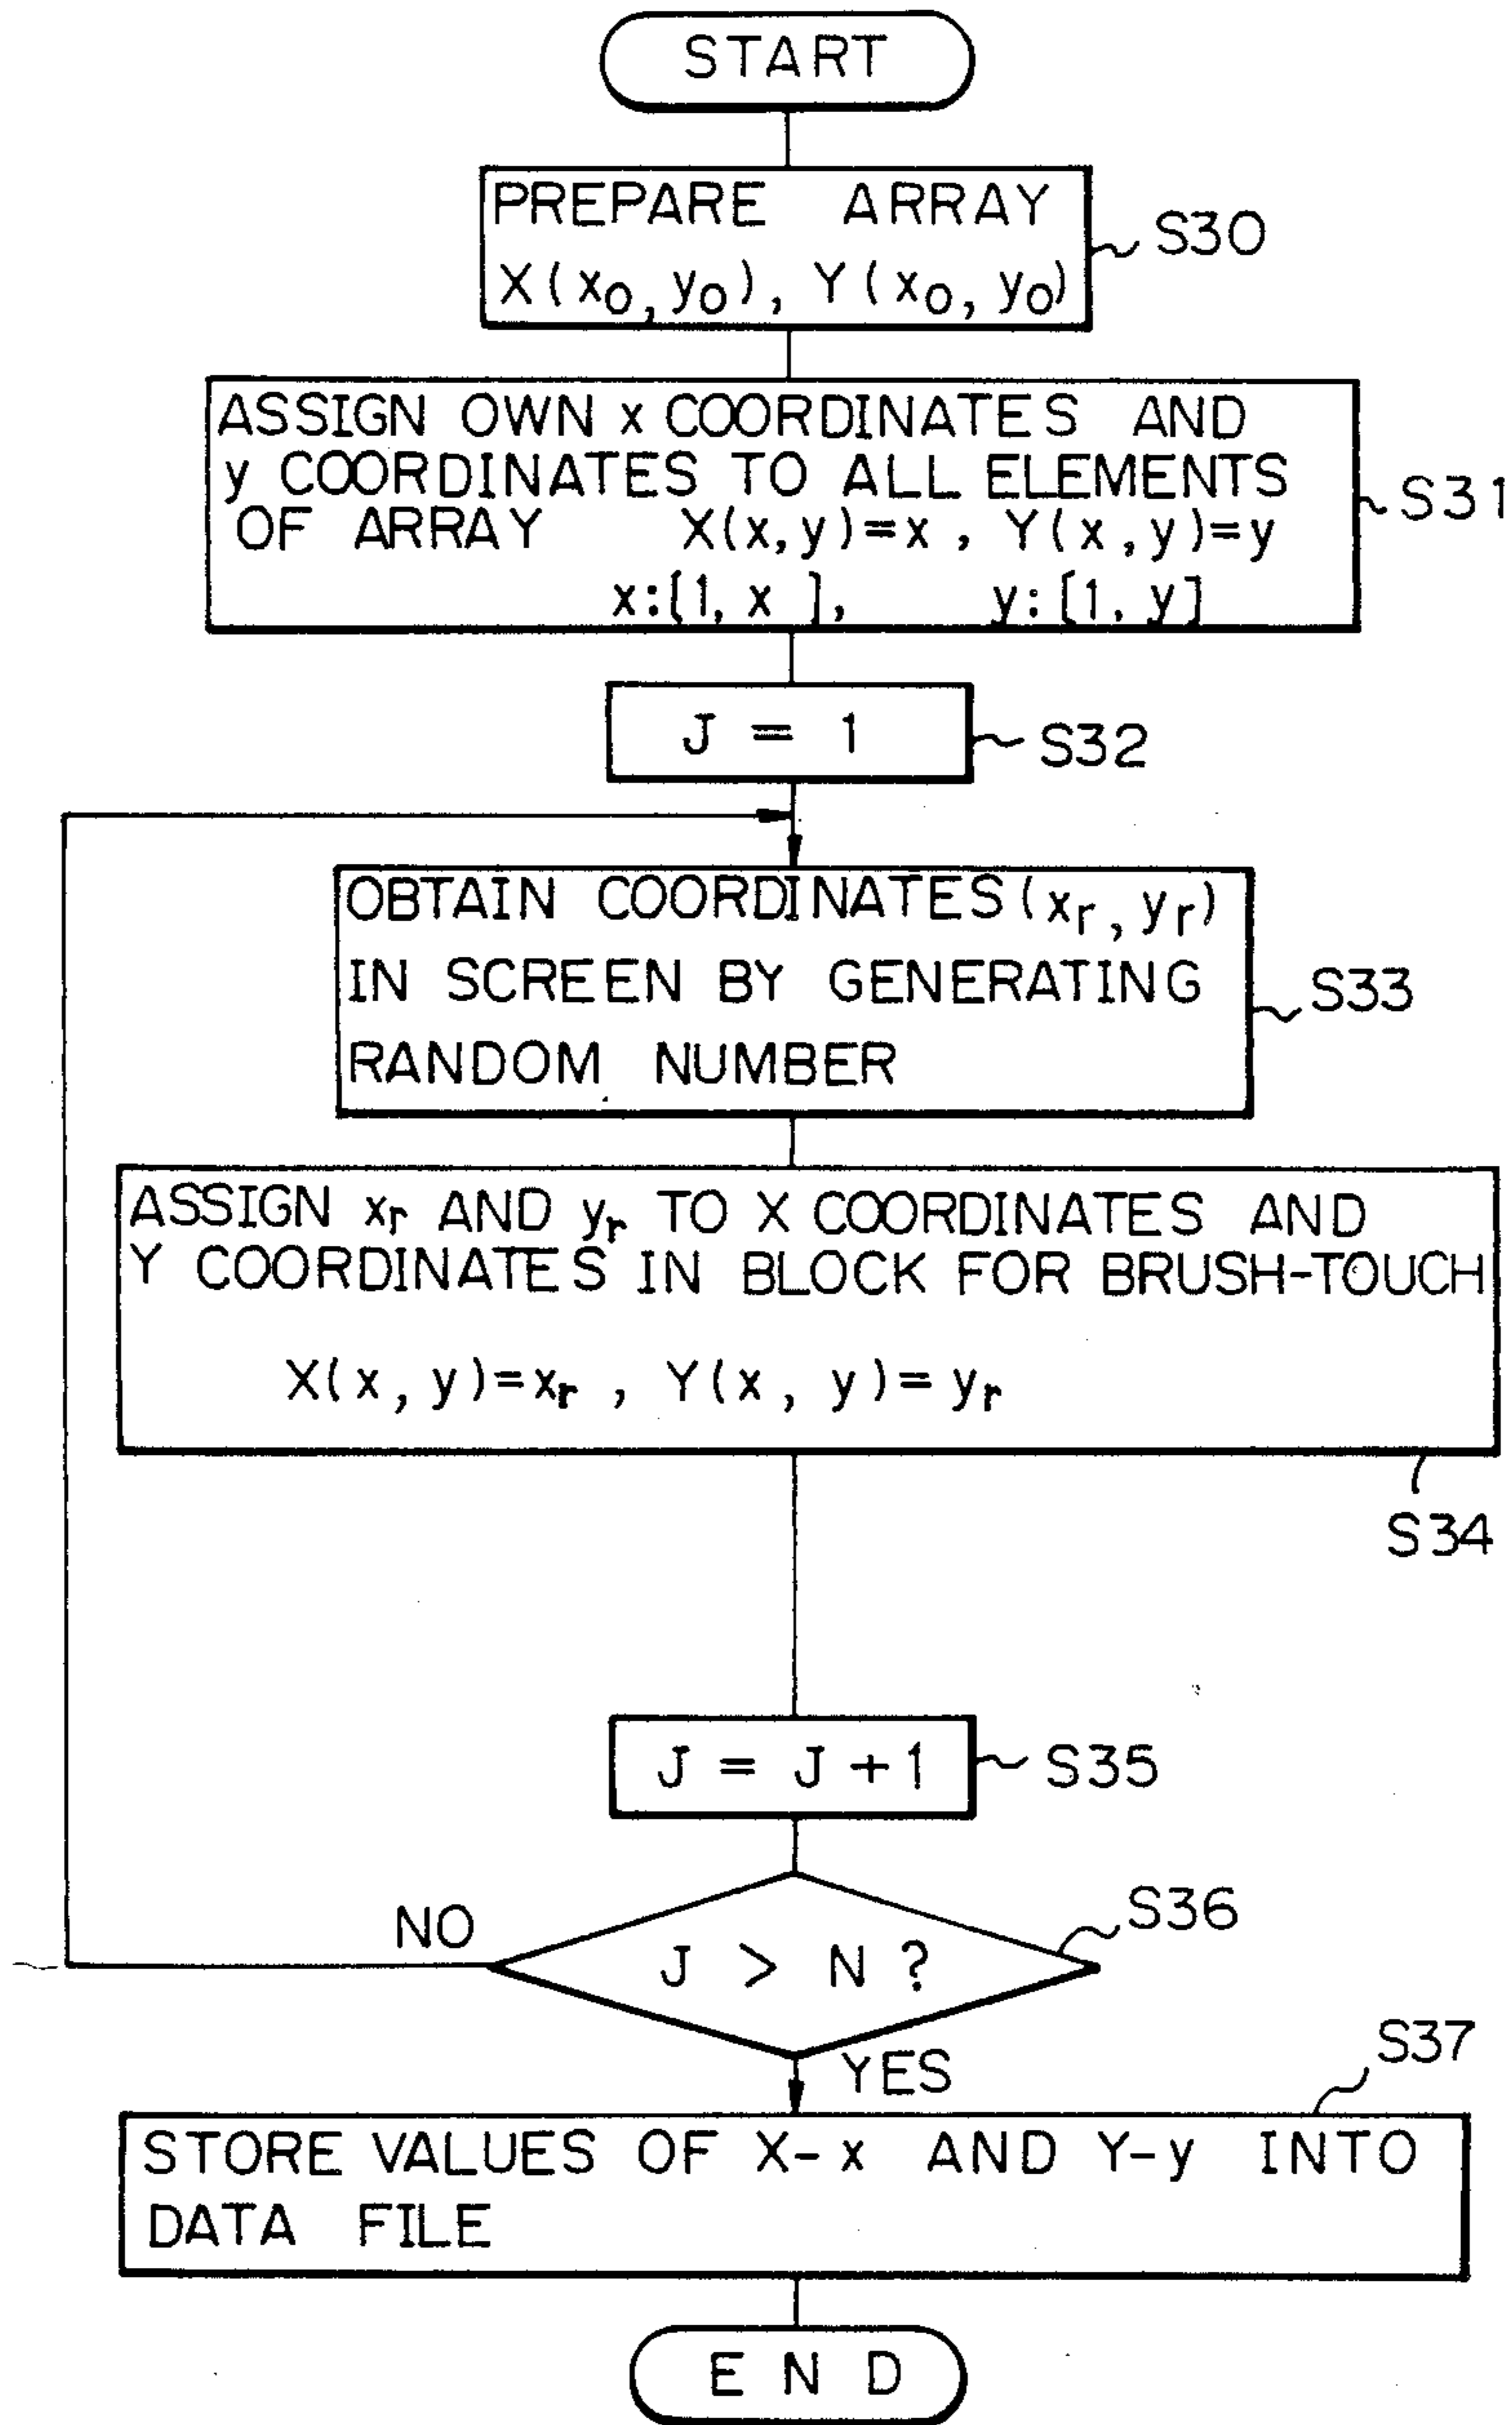 START
PREPARE ARRAY
X(x₀,y₀), Y(x₀,y₀)
S30
ASSIGN OWN x COORDINATES AND
y COORDINATES TO ALL ELEMENTS
OF ARRAY X(x,y)=x, Y(x,y)=y
x:[1, x ], y:[1, y]
S31
J = 1
S32
OBTAIN COORDINATES(xᵣ,yᵣ)
IN SCREEN BY GENERATING
RANDOM NUMBER
S33
ASSIGN xᵣ AND yᵣ TO X COORDINATES AND
Y COORDINATES IN BLOCK FOR BRUSH-TOUCH
X(x, y)=xᵣ, Y(x, y)=yᵣ
S34
J = J+1
S35
NO
J > N ?
S36
YES
S37
STORE VALUES OF X-x AND Y-y INTO
DATA FILE
END